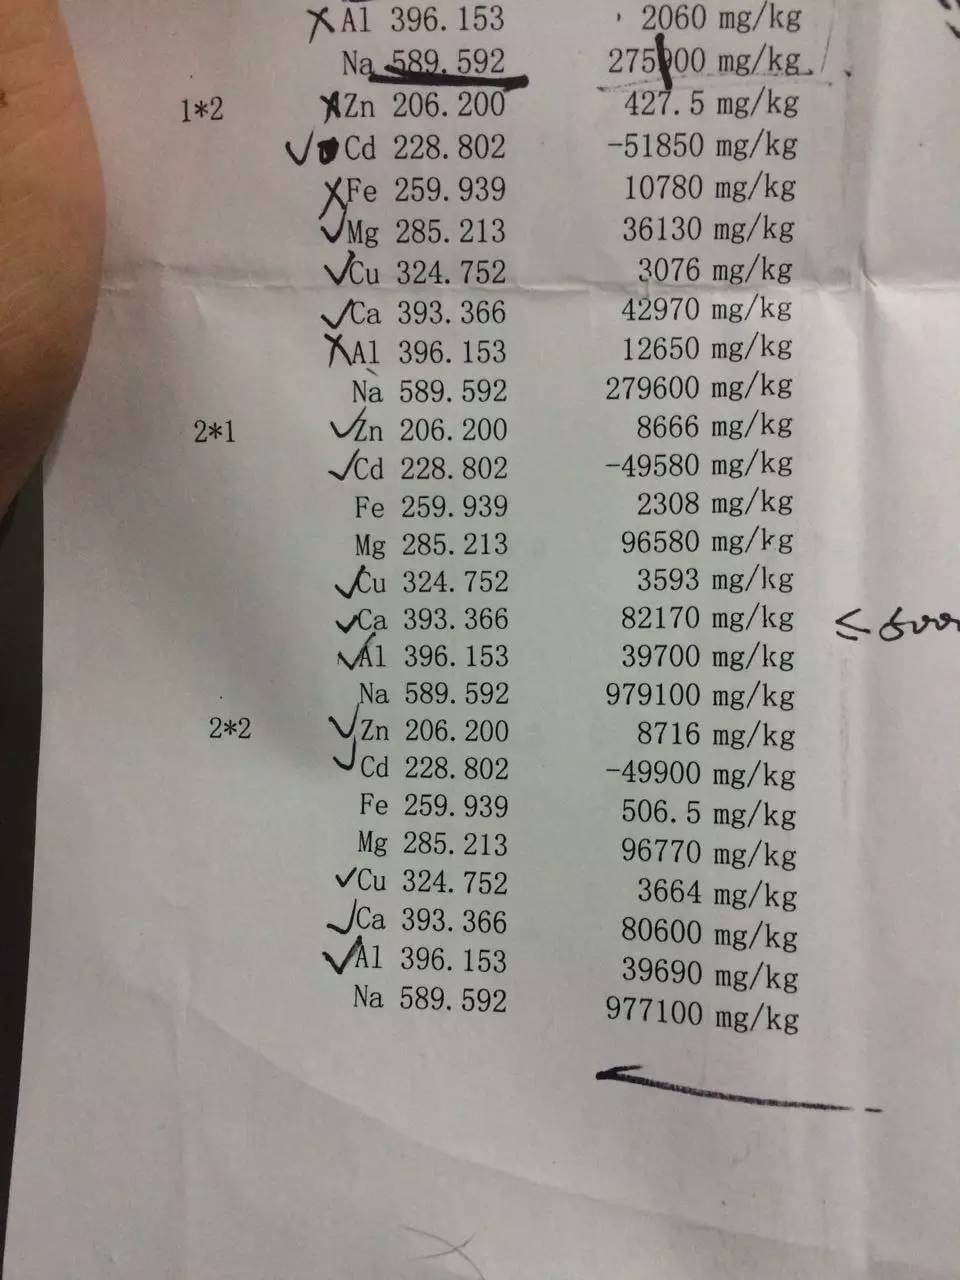 Al 396.153 2060 mg/kg
Na 589.592 275900 mg/kg
1*2 Zn 206.200 427.5 mg/kg
Cd 228.802 -51850 mg/kg
Fe 259.939 10780 mg/kg
Mg 285.213 36130 mg/kg
Cu 324.752 3076 mg/kg
Ca 393.366 42970 mg/kg
Al 396.153 12650 mg/kg
Na 589.592 279600 mg/kg
2*1 Zn 206.200 8666 mg/kg
Cd 228.802 -49580 mg/kg
Fe 259.939 2308 mg/kg
Mg 285.213 96580 mg/kg
Cu 324.752 3593 mg/kg
Ca 393.366 82170 mg/kg
Al 396.153 39700 mg/kg
Na 589.592 979100 mg/kg
2*2 Zn 206.200 8716 mg/kg
Cd 228.802 -49900 mg/kg
Fe 259.939 506.5 mg/kg
Mg 285.213 96770 mg/kg
Cu 324.752 3664 mg/kg
Ca 393.366 80600 mg/kg
Al 396.153 39690 mg/kg
Na 589.592 977100 mg/kg